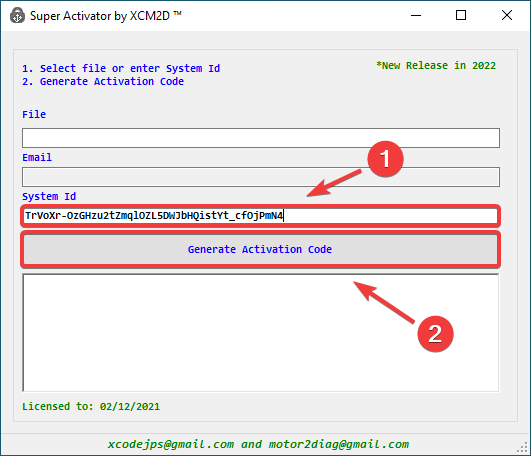 Super Activator by XCM2D ™
1. Select file or enter System Id
*New Release in 2022
2. Generate Activation Code
File
Email
1
System Id
TrVoXr-OzGHzu2tZmqlOZL5DWJbHQistYt_cfOjPmN4
Generate Activation Code
2
Licensed to: 02/12/2021
xcodejps@gmail.com and motor2diag@gmail.com